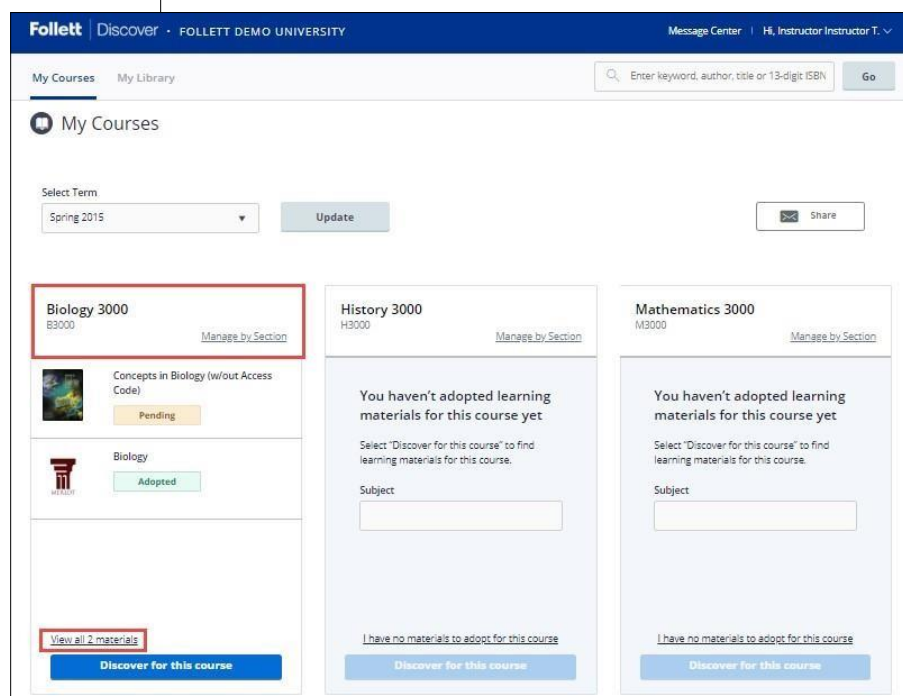 Follett | Discover · FOLLETT DEMO UNIVERSITY
Message Center | Hi, Instructor Instructor T.
My Courses
My Library
Enter keyword, author, title or 13-digit ISBN
Go
My Courses
Select Term
Spring 2015
Update
Share
Biology 3000
B3000
Manage by Section
Concepts in Biology (w/out Access
Code)
Pending
Biology
Adopted
MERLOT
View all 2 materials
Discover for this course
History 3000
H3000
Manage by Section
You haven't adopted learning
materials for this course yet
Select "Discover for this course" to find
learning materials for this course.
Subject
I have no materials to adopt for this course
Discover for this course
Mathematics 3000
M3000
Manage by Section
You haven't adopted learning
materials for this course yet
Select "Discover for this course" to find
learning materials for this course.
Subject
I have no materials to adopt for this course
Discover for this course